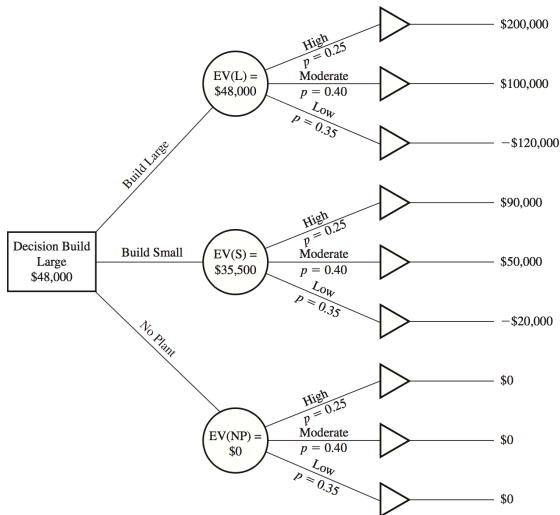 High
p = 0.25
$200,000
EV(L) =
$48,000
Moderate
p = 0.40
$100,000
Low
p = 0.35
−$120,000
Build Large
High
p = 0.25
$90,000
Decision Build
Large
$48,000
Build Small
EV(S) =
$35,500
Moderate
p = 0.40
$50,000
Low
p = 0.35
−$20,000
No Plant
High
p = 0.25
$0
EV(NP) =
$0
Moderate
p = 0.40
$0
Low
p = 0.35
$0